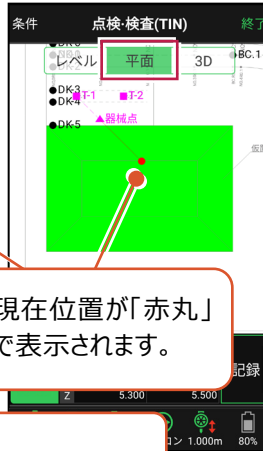 条件 点検・検査(TIN) 終了
レベル 平面 3D
BC.1
DK-3
DK-4
T-1 T-2
▲器械点
DK-5
現在位置が「赤丸」
で表示されます。
記録
Z 5.300 5.500
コン 1.000m 80%